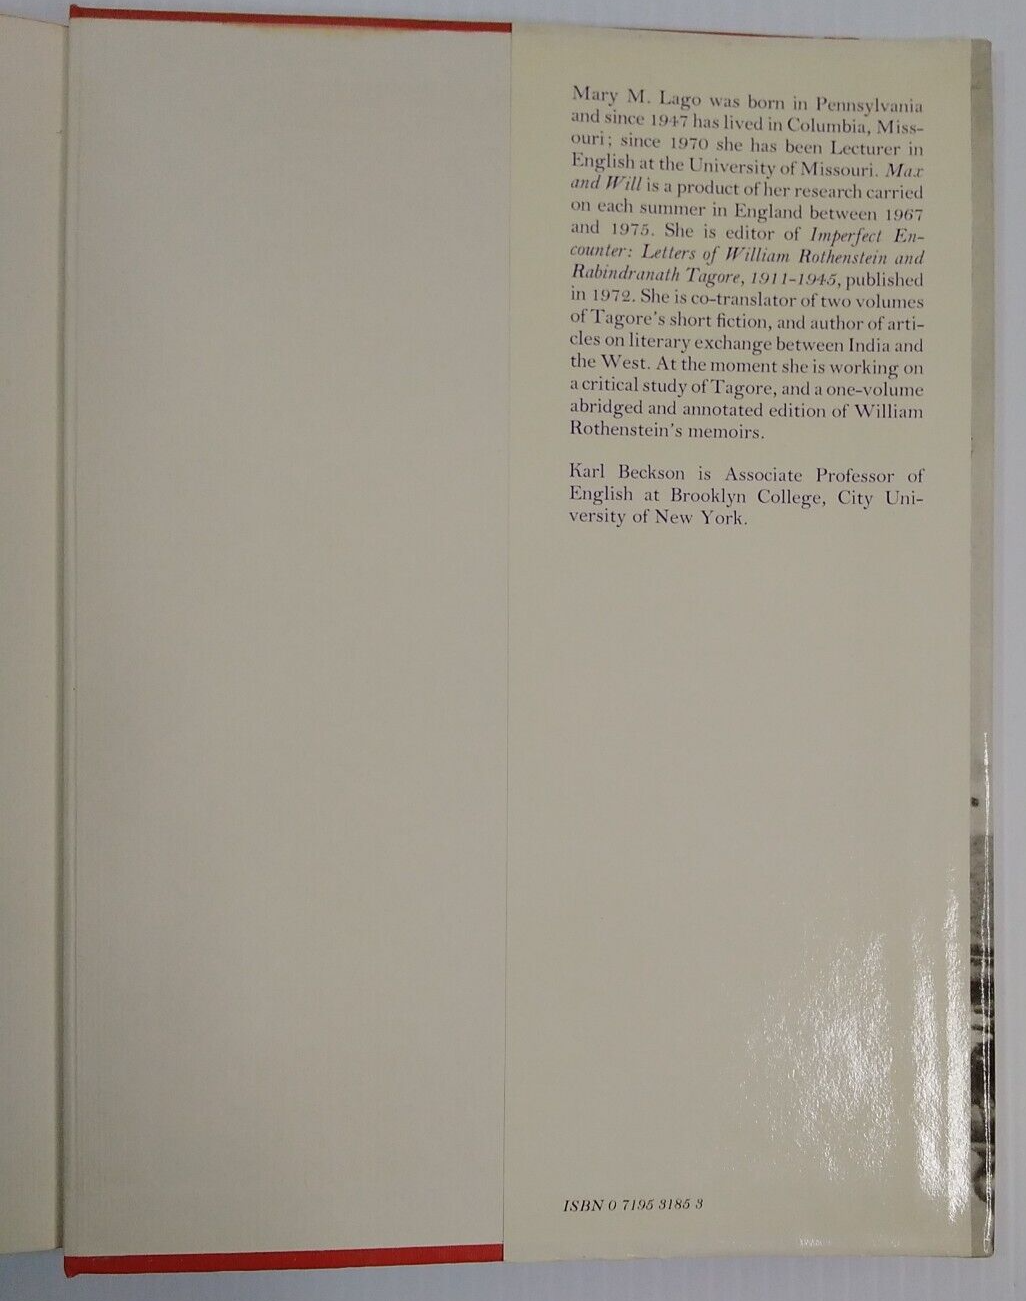 Mary M. Lago was born in Pennsylvania
and since 1947 has lived in Columbia, Miss-
ouri; since 1970 she has been Lecturer in
English at the University of Missouri. Max
and Will is a product of her research carried
on each summer in England between 1967
and 1975. She is editor of Imperfect En-
counter: Letters of William Rothenstein and
Rabindranath Tagore, 1911-1945, published
in 1972. She is co-translator of two volumes
of Tagore's short fiction, and author of arti-
cles on literary exchange between India and
the West. At the moment she is working on
a critical study of Tagore, and a one-volume
abridged and annotated edition of William
Rothenstein's memoirs.
Karl Beckson is Associate Professor of
English at Brooklyn College, City Uni-
versity of New York.
ISBN 0 7195 3185 3